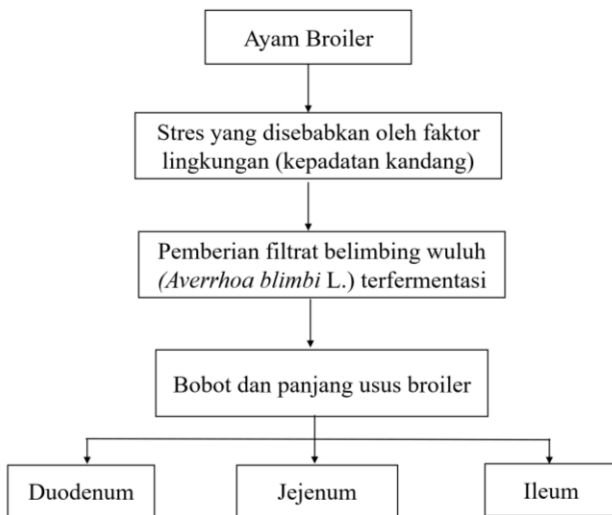 Ayam Broiler
Stres yang disebabkan oleh faktor
lingkungan (kepadatan kandang)
Pemberian filtrat belimbing wuluh
(Averrhoa blimbi L.) terfermentasi
Bobot dan panjang usus broiler
Duodenum
Jejenum
Ileum